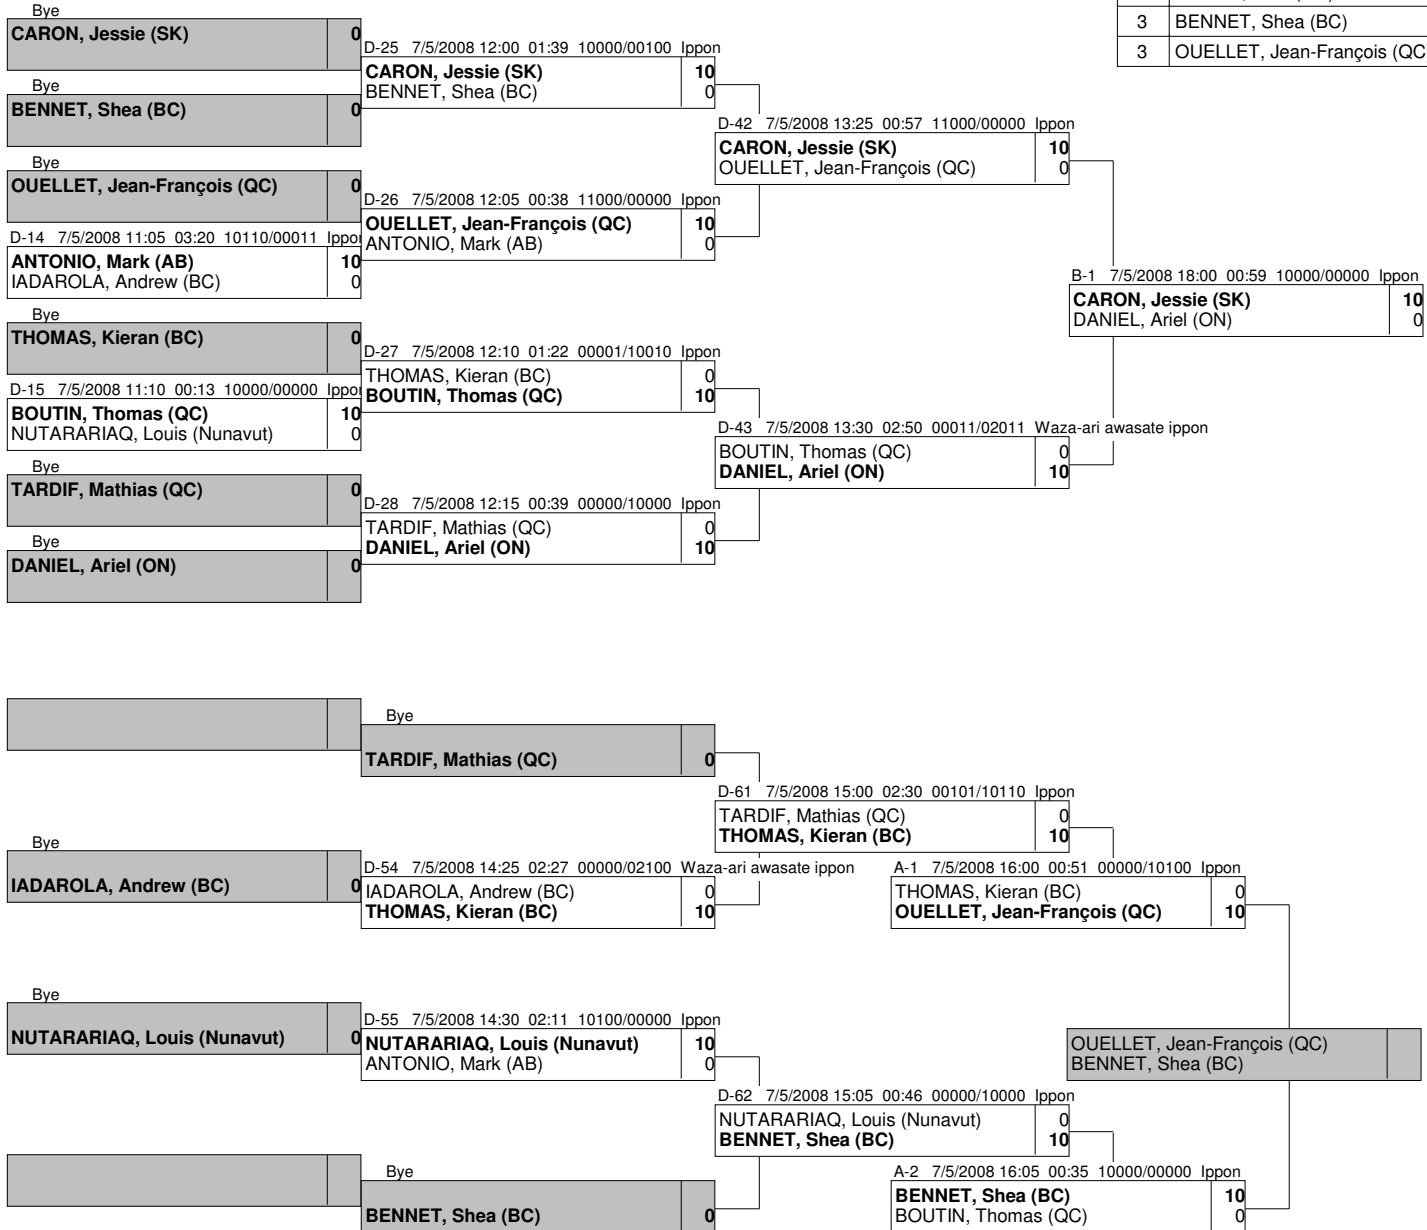 3 BENNET, Shea (BC)
3 OUELLET, Jean-François (QC
Bye
CARON, Jessie (SK) 0
Bye
BENNET, Shea (BC) 0
Bye
OUELLET, Jean-François (QC) 0
D-14 7/5/2008 11:05 03:20 10110/00011 Ippon
ANTONIO, Mark (AB) 10
IADAROLA, Andrew (BC) 0
Bye
THOMAS, Kieran (BC) 0
D-15 7/5/2008 11:10 00:13 10000/00000 Ippon
BOUTIN, Thomas (QC) 10
NUTARARIAQ, Louis (Nunavut) 0
Bye
TARDIF, Mathias (QC) 0
Bye
DANIEL, Ariel (ON) 0
D-25 7/5/2008 12:00 01:39 10000/00100 Ippon
CARON, Jessie (SK) 10
BENNET, Shea (BC) 0
D-26 7/5/2008 12:05 00:38 11000/00000 Ippon
OUELLET, Jean-François (QC) 10
ANTONIO, Mark (AB) 0
D-27 7/5/2008 12:10 01:22 00001/10010 Ippon
THOMAS, Kieran (BC) 0
BOUTIN, Thomas (QC) 10
D-28 7/5/2008 12:15 00:39 00000/10000 Ippon
TARDIF, Mathias (QC) 0
DANIEL, Ariel (ON) 10
D-42 7/5/2008 13:25 00:57 11000/00000 Ippon
CARON, Jessie (SK) 10
OUELLET, Jean-François (QC) 0
D-43 7/5/2008 13:30 02:50 00011/02011 Waza-ari awasate ippon
BOUTIN, Thomas (QC) 0
DANIEL, Ariel (ON) 10
B-1 7/5/2008 18:00 00:59 10000/00000 Ippon
CARON, Jessie (SK) 10
DANIEL, Ariel (ON) 0
Bye
TARDIF, Mathias (QC) 0
Bye
IADAROLA, Andrew (BC) 0
D-54 7/5/2008 14:25 02:27 00000/02100 Waza-ari awasate ippon
IADAROLA, Andrew (BC) 0
THOMAS, Kieran (BC) 10
D-61 7/5/2008 15:00 02:30 00101/10110 Ippon
TARDIF, Mathias (QC) 0
THOMAS, Kieran (BC) 10
A-1 7/5/2008 16:00 00:51 00000/10100 Ippon
THOMAS, Kieran (BC) 0
OUELLET, Jean-François (QC) 10
Bye
NUTARARIAQ, Louis (Nunavut) 0
D-55 7/5/2008 14:30 02:11 10100/00000 Ippon
NUTARARIAQ, Louis (Nunavut) 10
ANTONIO, Mark (AB) 0
D-62 7/5/2008 15:05 00:46 00000/10000 Ippon
NUTARARIAQ, Louis (Nunavut) 0
BENNET, Shea (BC) 10
Bye
BENNET, Shea (BC) 0
A-2 7/5/2008 16:05 00:35 10000/00000 Ippon
BENNET, Shea (BC) 10
BOUTIN, Thomas (QC) 0
OUELLET, Jean-François (QC)
BENNET, Shea (BC)